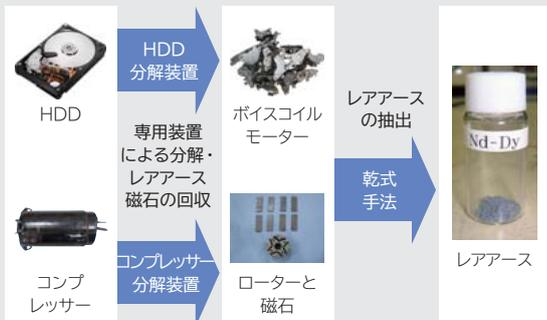 HDD
HDD
分解装置
ボイスコイル
モーター
専用装置
による分解・
レアアース
磁石の回収
コンプ
レッサー
コンプレッサー
分解装置
ローターと
磁石
レアアース
の抽出
乾式
手法
Nd-Dy
レアアース